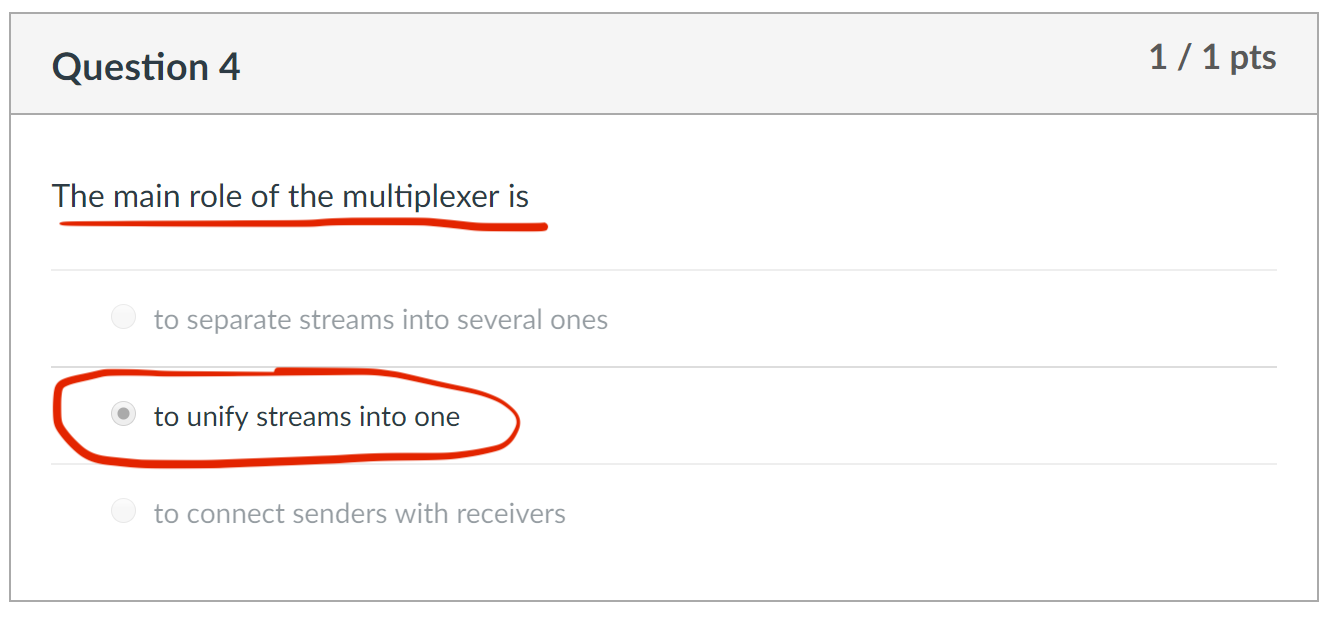 Question 4
1 / 1 pts
The main role of the multiplexer is
to separate streams into several ones
to unify streams into one
to connect senders with receivers